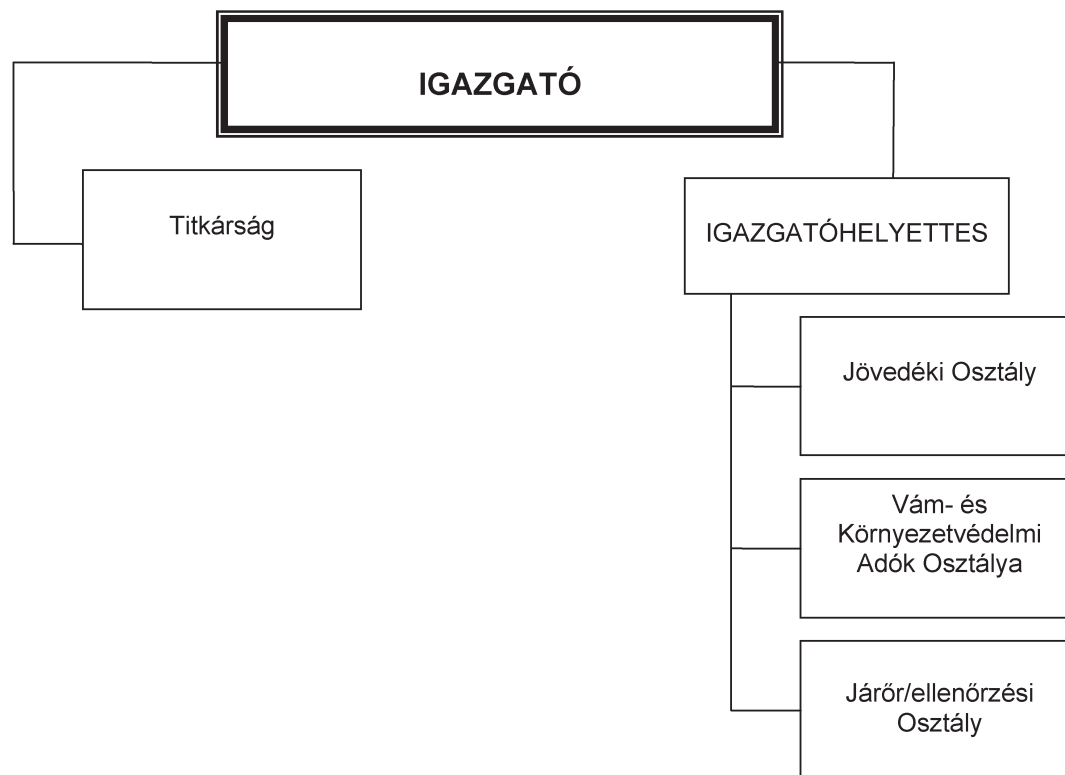 IGAZGATÓ
Titkárság
IGAZGATÓHELYETTES
Jövedéki Osztály
Vám- és
Környezetvédelmi
Adók Osztálya
Járőr/ellenőrzési
Osztály